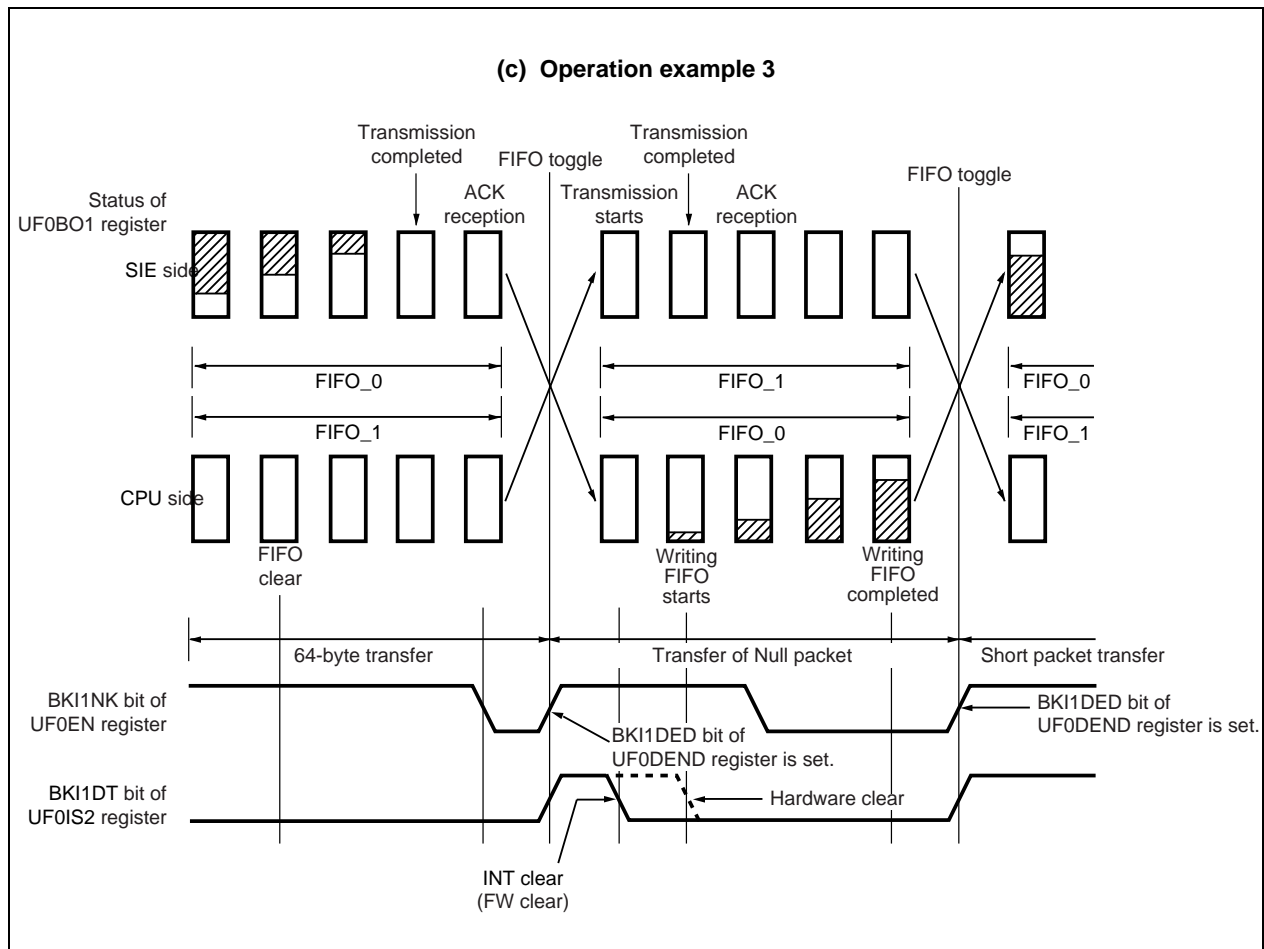 (c) Operation example 3
Transmission
completed
FIFO toggle
Transmission
completed
FIFO toggle
Status of
UF0BO1 register
ACK
reception
Transmission
starts
ACK
reception
SIE side
FIFO_0
FIFO_1
FIFO_0
FIFO_1
FIFO_0
FIFO_1
CPU side
FIFO
clear
Writing
FIFO
starts
Writing
FIFO
completed
64-byte transfer
Transfer of Null packet
Short packet transfer
BKI1NK bit of
UF0EN register
BKI1DED bit of
UF0DEND register is set.
BKI1DED bit of
UF0DEND register is set.
BKI1DT bit of
UF0IS2 register
Hardware clear
INT clear
(FW clear)